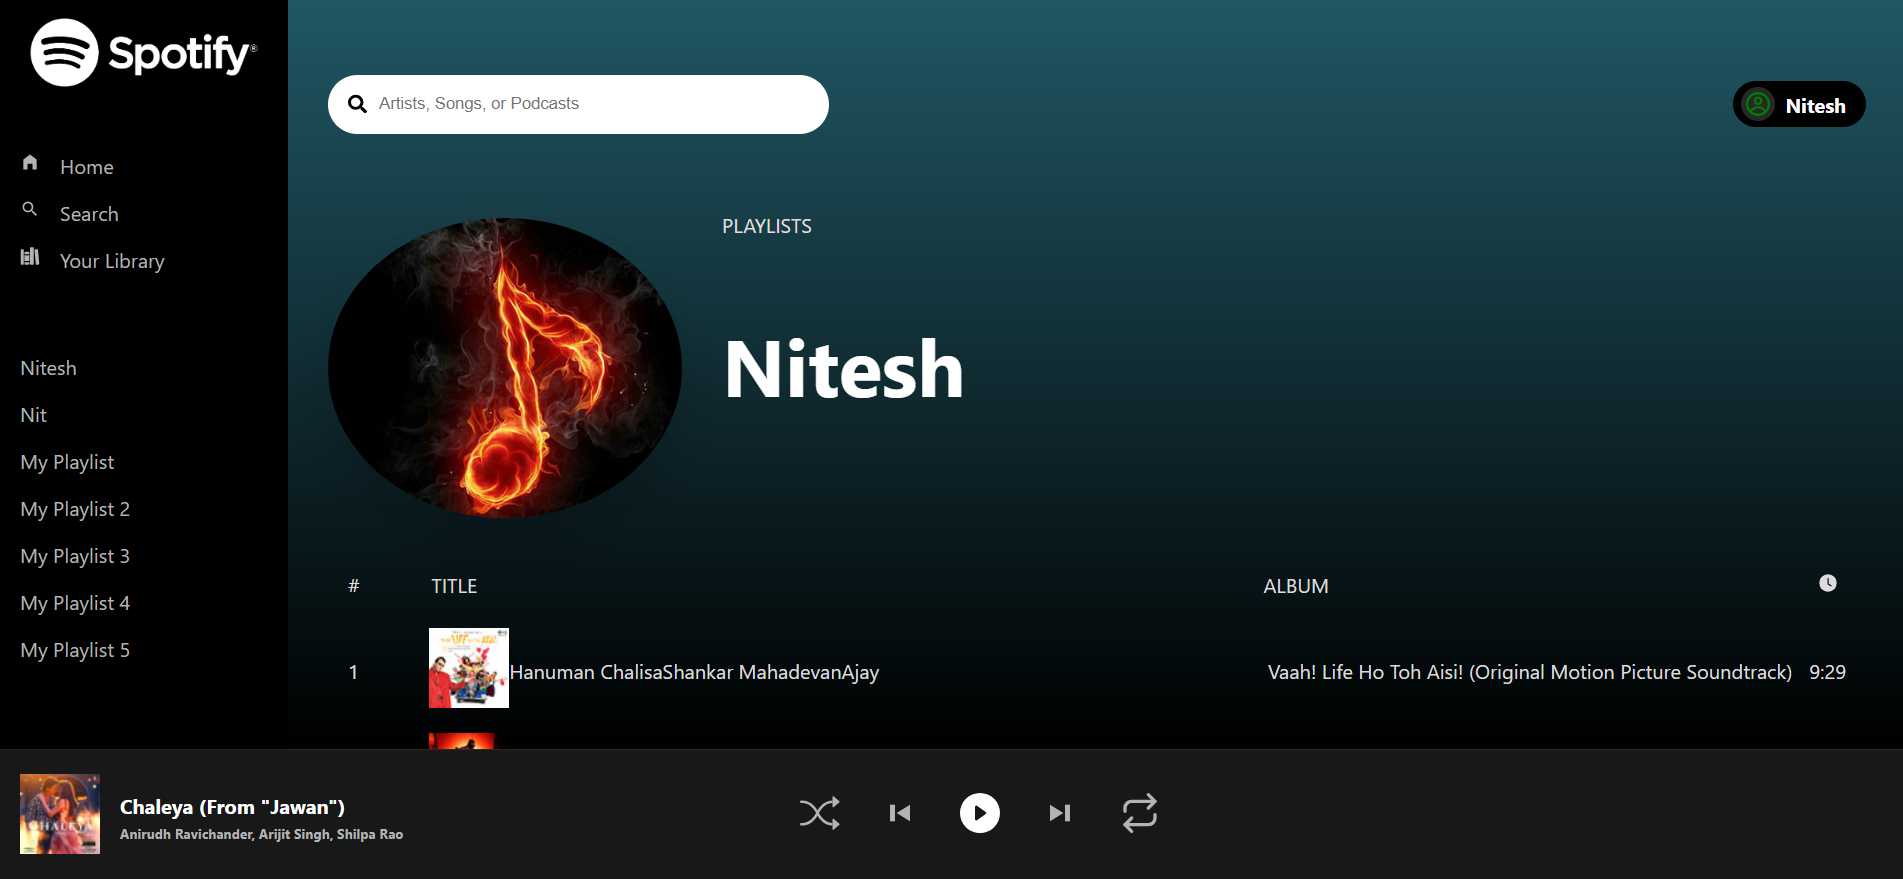 Spotify®
Artists, Songs, or Podcasts
Nitesh
Home
Search
Your Library
Nitesh
Nit
My Playlist
My Playlist 2
My Playlist 3
My Playlist 4
My Playlist 5
PLAYLISTS
Nitesh
# TITLE ALBUM
1 Hanuman ChalisaShankar MahadevanAjay Vaah! Life Ho Toh Aisi! (Original Motion Picture Soundtrack) 9:29
CHALEYA
Chaleya (From "Jawan")
Anirudh Ravichander, Arijit Singh, Shilpa Rao